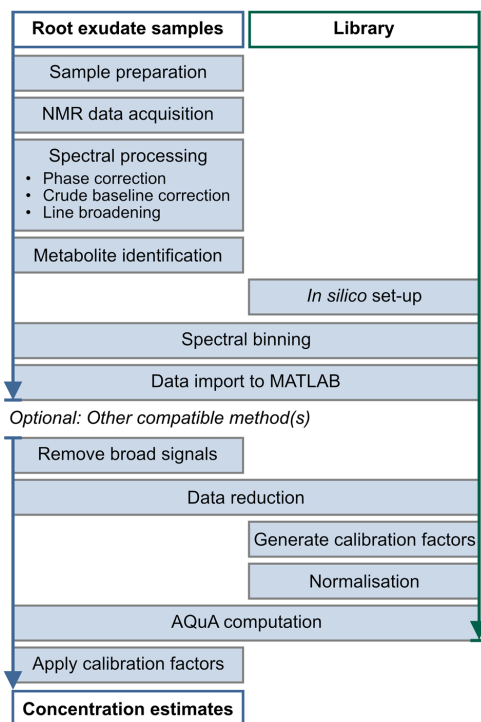 Root exudate samples
Library
Sample preparation
NMR data acquisition
Spectral processing
• Phase correction
• Crude baseline correction
• Line broadening
Metabolite identification
In silico set-up
Spectral binning
Data import to MATLAB
Optional: Other compatible method(s)
Remove broad signals
Data reduction
Generate calibration factors
Normalisation
AQuA computation
Apply calibration factors
Concentration estimates